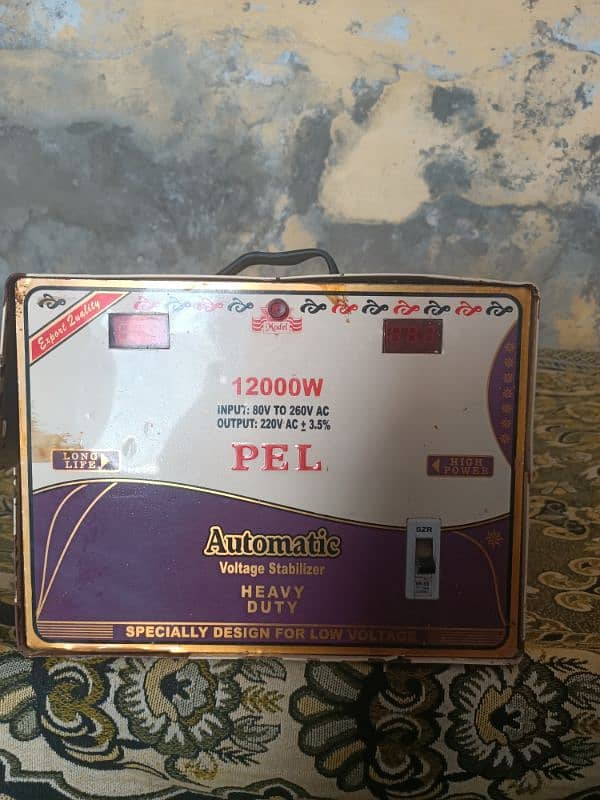 Export Quality
Model
12000W
INPUT: 80V TO 260V AC
OUTPUT: 220V AC ± 3.5%
LONG
LIFE
PEL
HIGH
POWER
GZR
Automatic
Voltage Stabilizer
HEAVY
DUTY
SPECIALLY DESIGN FOR LOW VOLTAGE